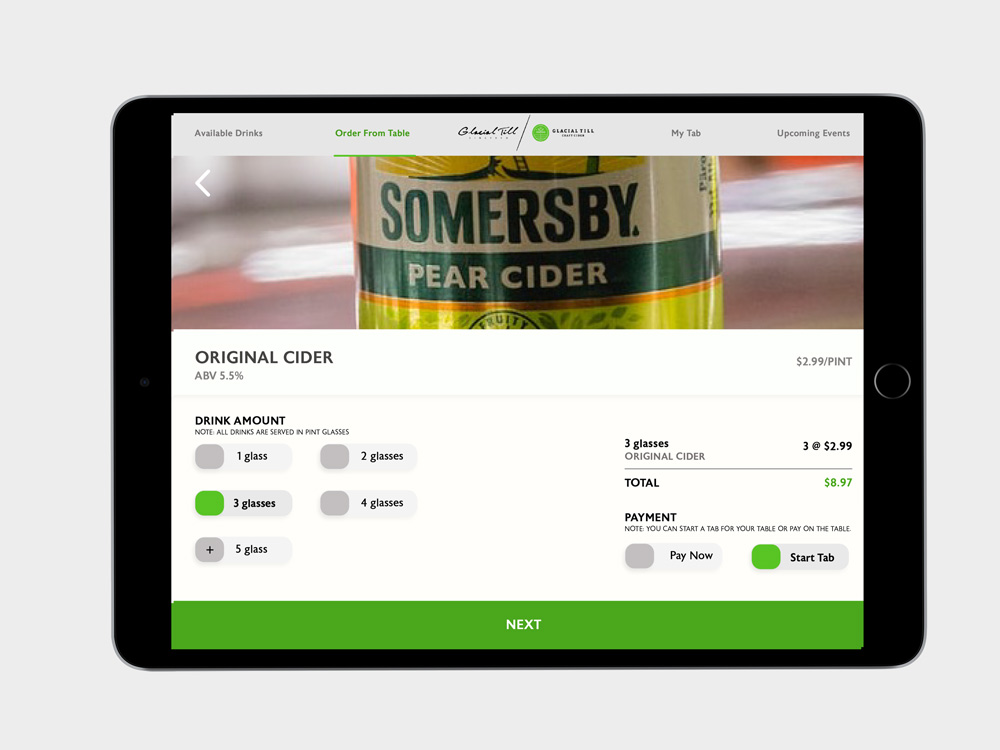 Available Drinks
Order From Table
Glacial Till
GLACIAL TILL
CRAFT CIDER
My Tab
Upcoming Events
SOMERSBY.
PEAR CIDER
FRUITY
ORIGINAL CIDER
$2.99/PINT
ABV 5.5%
DRINK AMOUNT
NOTE: ALL DRINKS ARE SERVED IN PINT GLASSES
1 glass
2 glasses
3 glasses
4 glasses
+ 5 glass
3 glasses
3 @ $2.99
ORIGINAL CIDER
TOTAL
$8.97
PAYMENT
NOTE: YOU CAN START A TAB FOR YOUR TABLE OR PAY ON THE TABLE.
Pay Now
Start Tab
NEXT